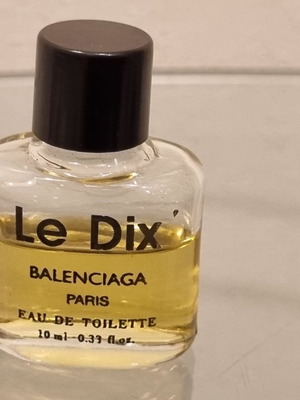 Le Dix
BALENCIAGA
PARIS
EAU DE TOILETTE
10 ml - 0.33 fl.oz.